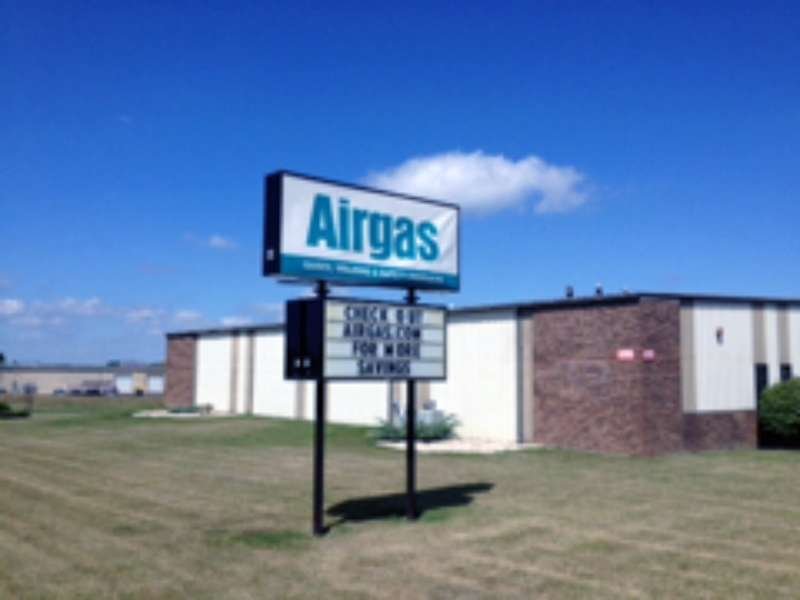 Airgas
CHECK OUT
AIRGAS.COM
FOR MORE
SAVINGS